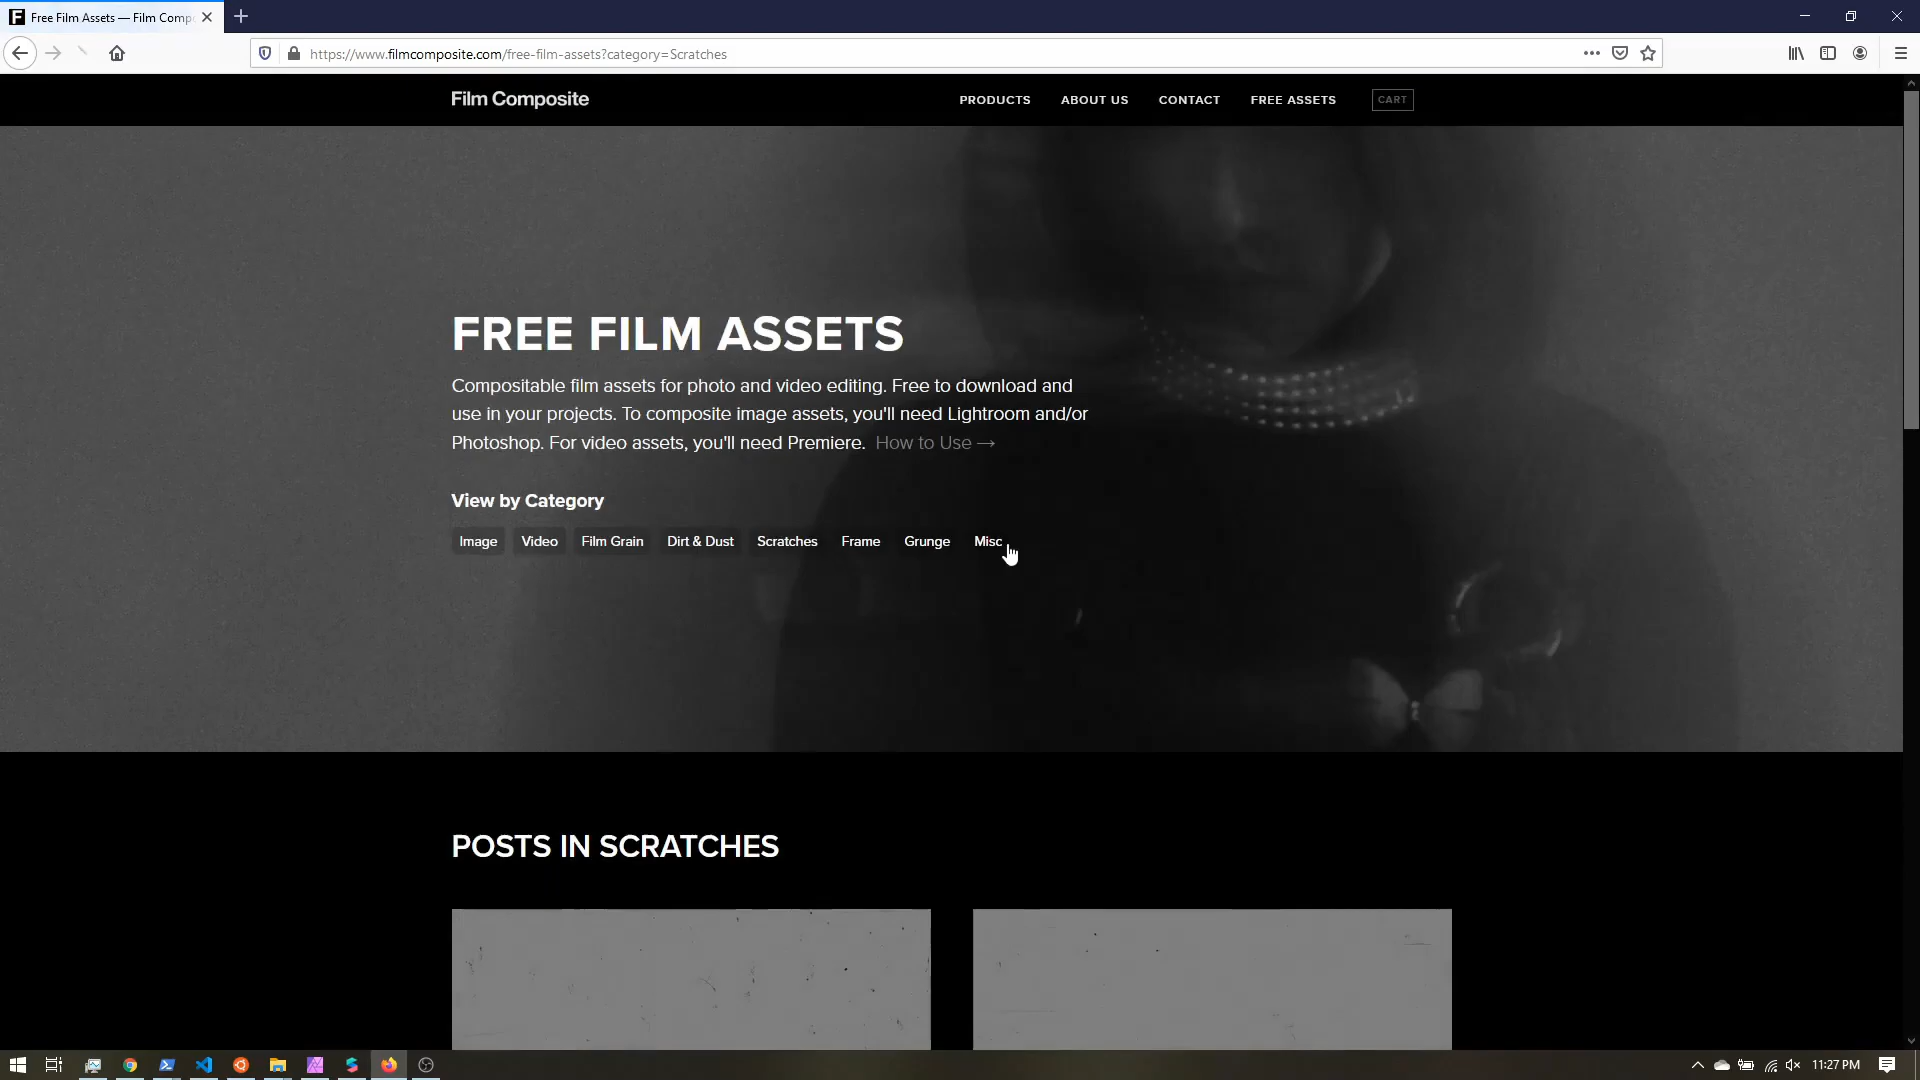 Free Film Assets — Film Comp
https://www.filmcomposite.com/free-film-assets?category=Scratches
Film Composite
PRODUCTS
ABOUT US
CONTACT
FREE ASSETS
CART
FREE FILM ASSETS
Compositable film assets for photo and video editing. Free to download and
use in your projects. To composite image assets, you'll need Lightroom and/or
Photoshop. For video assets, you'll need Premiere. How to Use →
View by Category
Image
Video
Film Grain
Dirt & Dust
Scratches
Frame
Grunge
Misc
POSTS IN SCRATCHES
11:27 PM